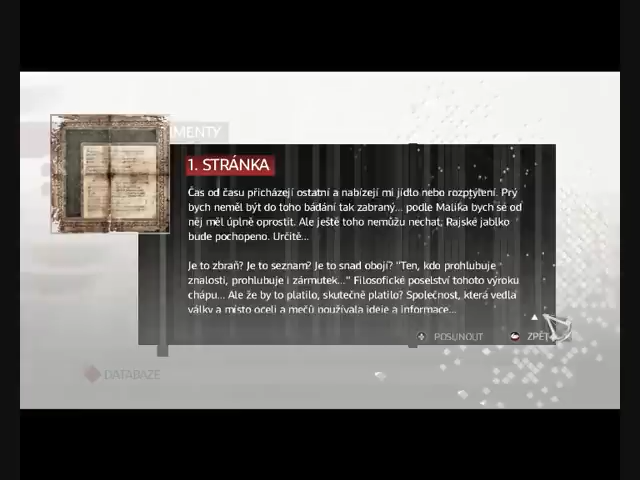 IMENTY
1. STRÁNKA
Čas od času přicházejí ostatní a nabízejí mi jídlo nebo rozptýlení. Prý
bych neměl být do toho bádání tak zabraný... podle Malika bych se od
něj měl úplně oprostit. Ale ještě toho nemůžu nechat. Rajské jablko
bude pochopeno. Určitě...
Je to zbraň? Je to seznam? Je to snad obojí? "Ten, kdo prohlubuje
znalosti, prohlubuje i zármutek..." Filosofické poselství tohoto výroku
chápu... Ale že by to platilo, skutečně platilo? Společnost, která vedla
války a místo oceli a mečů používala ideje a informace...
POSUNOUT
ZPĚT
DATABÁZE